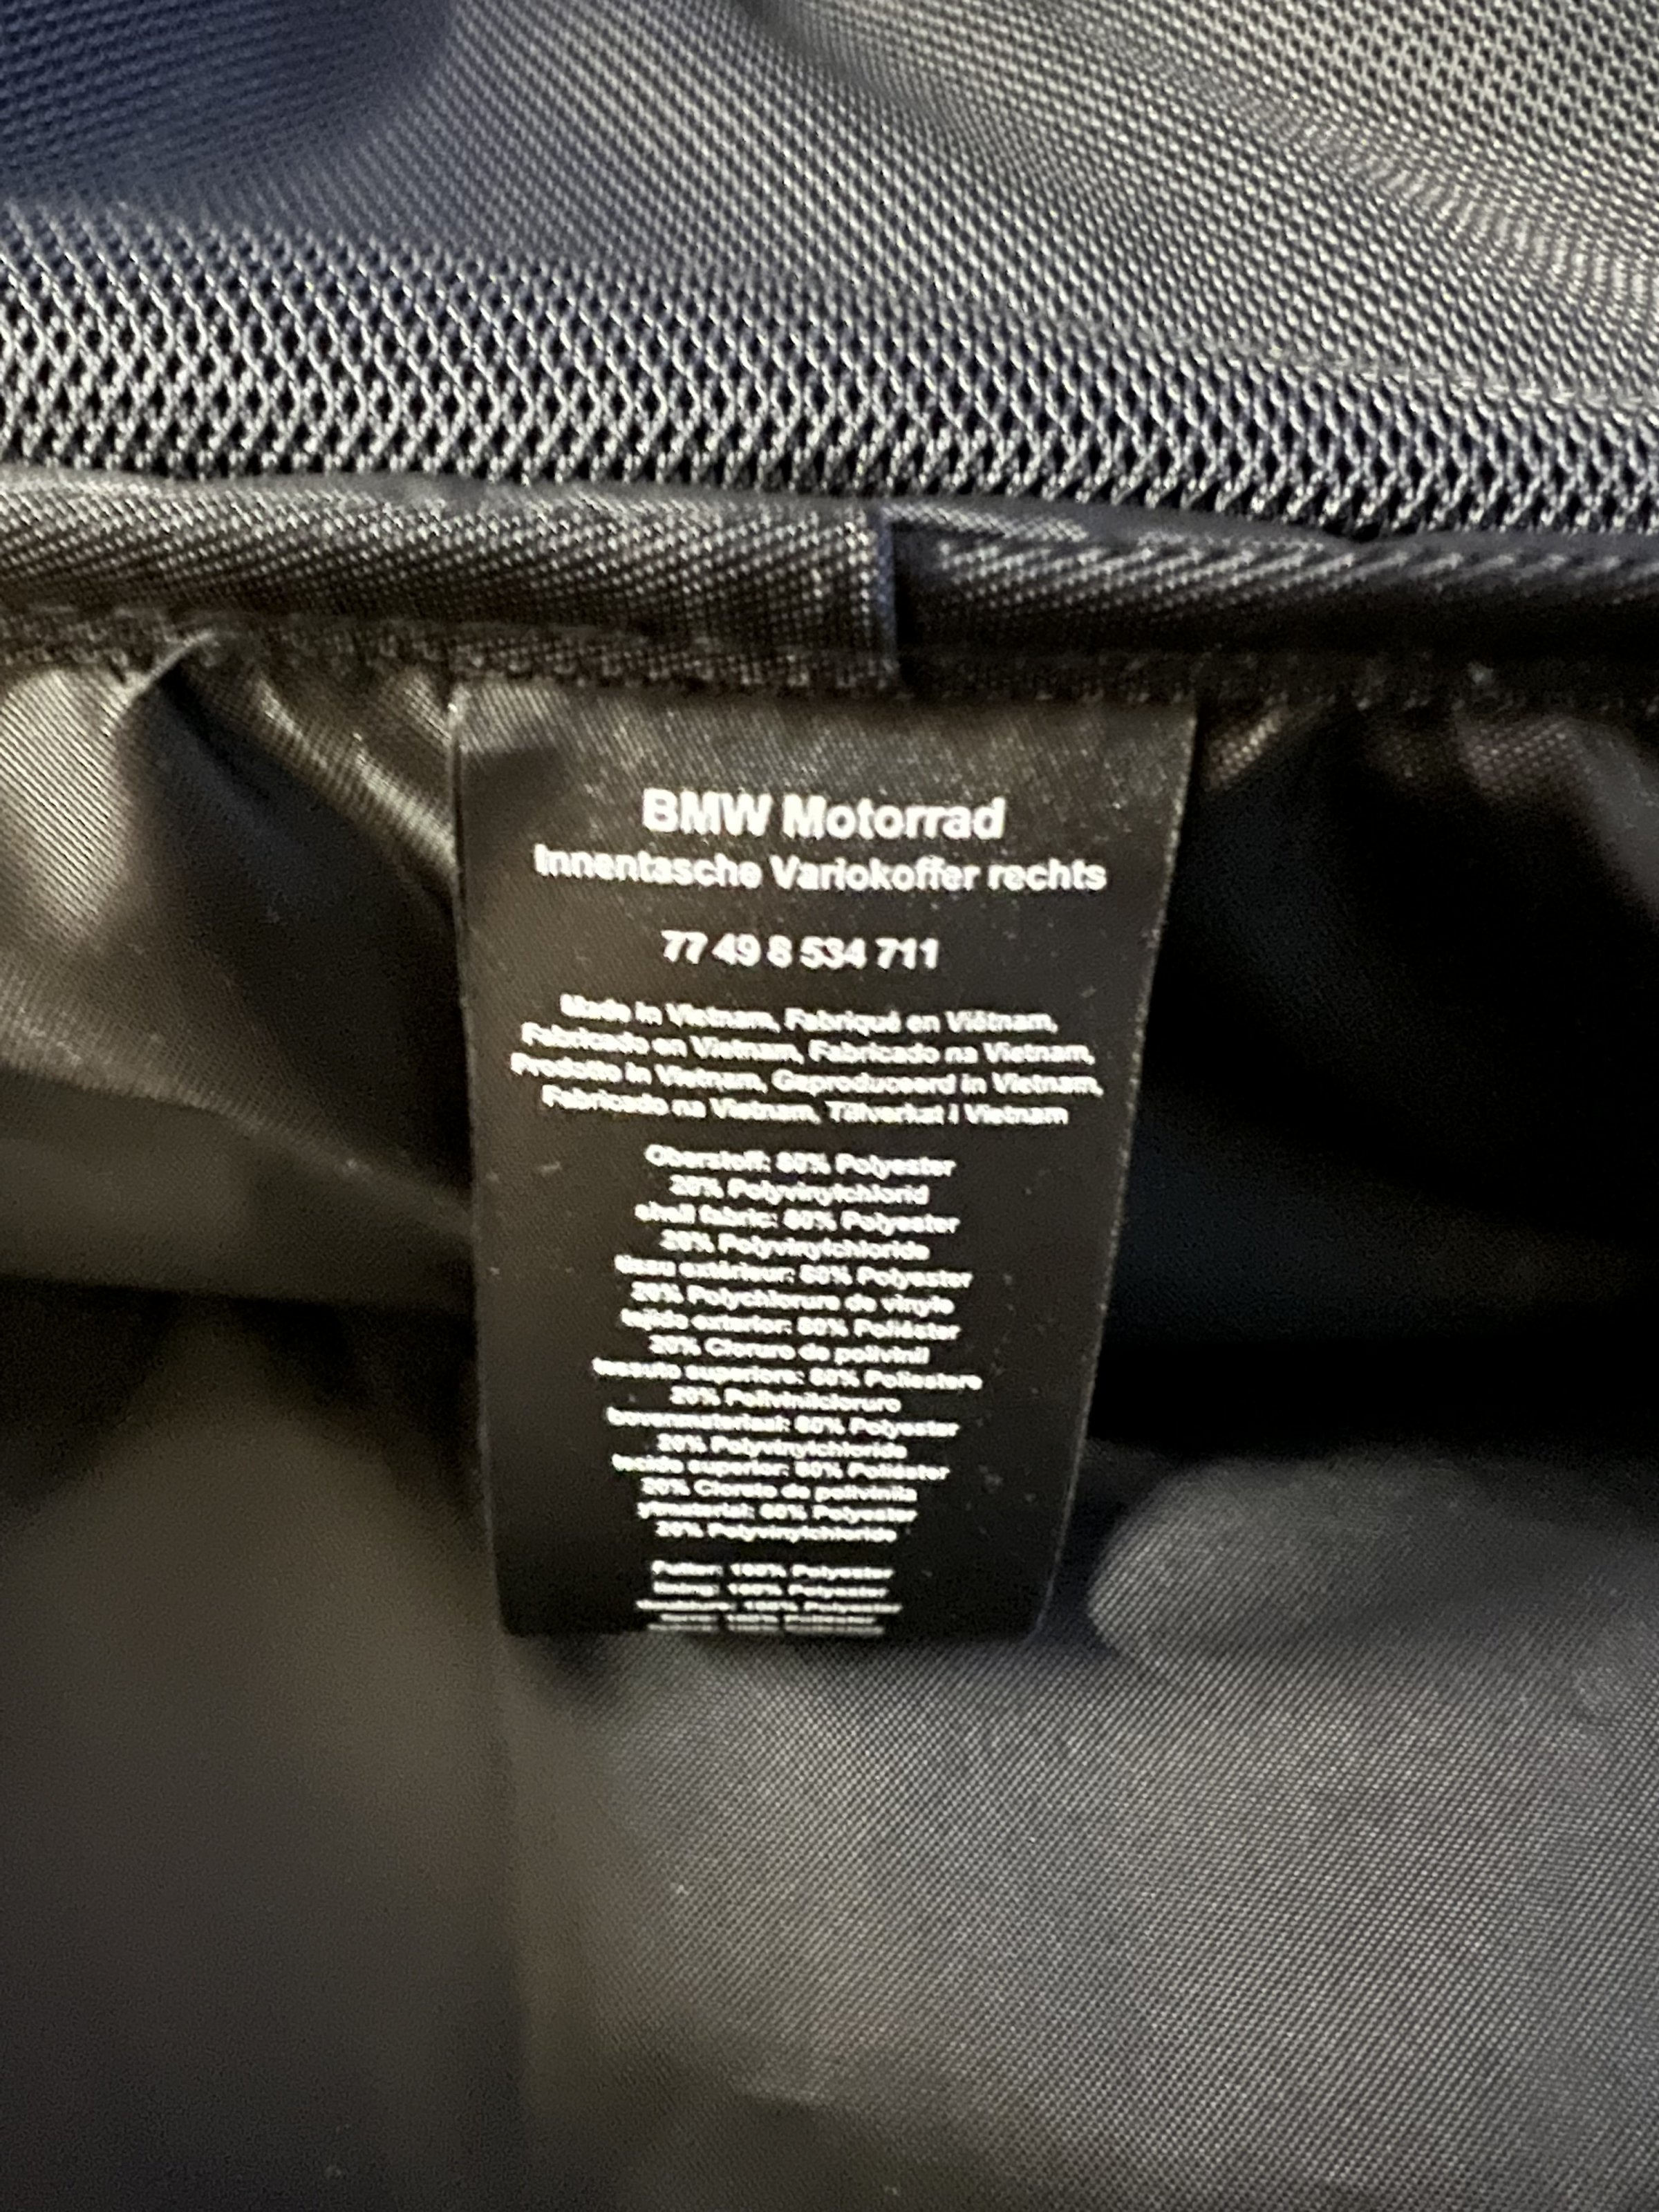 BMW Motorrad
Innentasche Variokoffer rechts
77 49 8 534 711
Made in Vietnam, Fabriqué en Viêtnam,
Fabricado en Vietnam, Fabricado na Vietnam,
Prodotto in Vietnam, Geproduceerd in Vietnam,
Fabricado na Vietnam, Tillverkat i Vietnam
Oberstoff: 80% Polyester
20% Polyvinylchlorid
shell fabric: 80% Polyester
20% Polyvinylchloride
tissu extérieur: 80% Polyester
20% Polychlorure de vinyle
tejido exterior: 80% Poliéster
20% Cloruro de polivinil
tessuto superiore: 80% Poliestere
20% Polivinilcloruro
bovenmateriaal: 80% Polyester
20% Polyvinylchloride
tecido superior: 80% Poliéster
20% Cloreto de polivinila
ytmaterial: 80% Polyester
20% Polyvinylchloride
Futter: 100% Polyester
lining: 100% Polyester
doublure: 100% Polyester